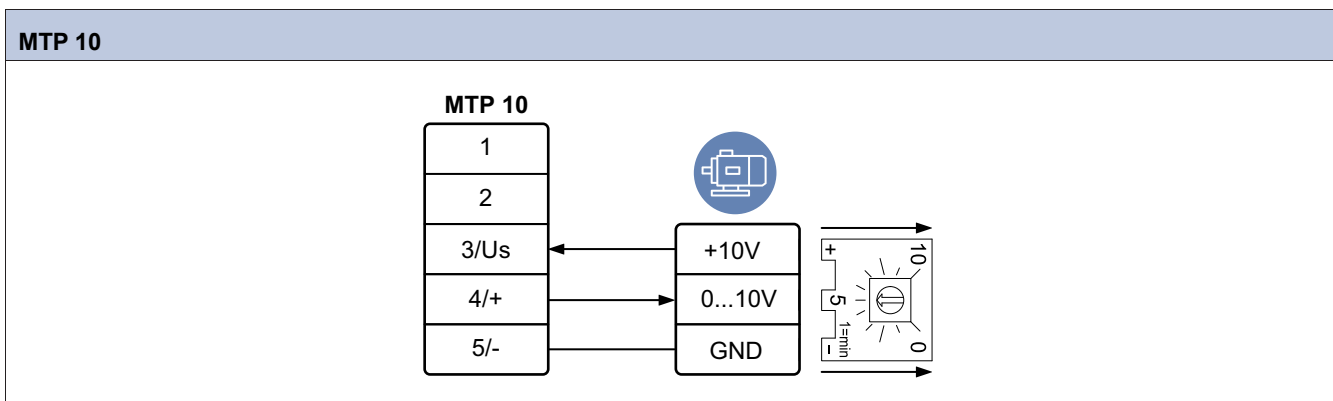 MTP 10
MTP 10
1
2
3/Us
4/+
5/-
+10V
0...10V
GND
+
10
5
1=min
-
0